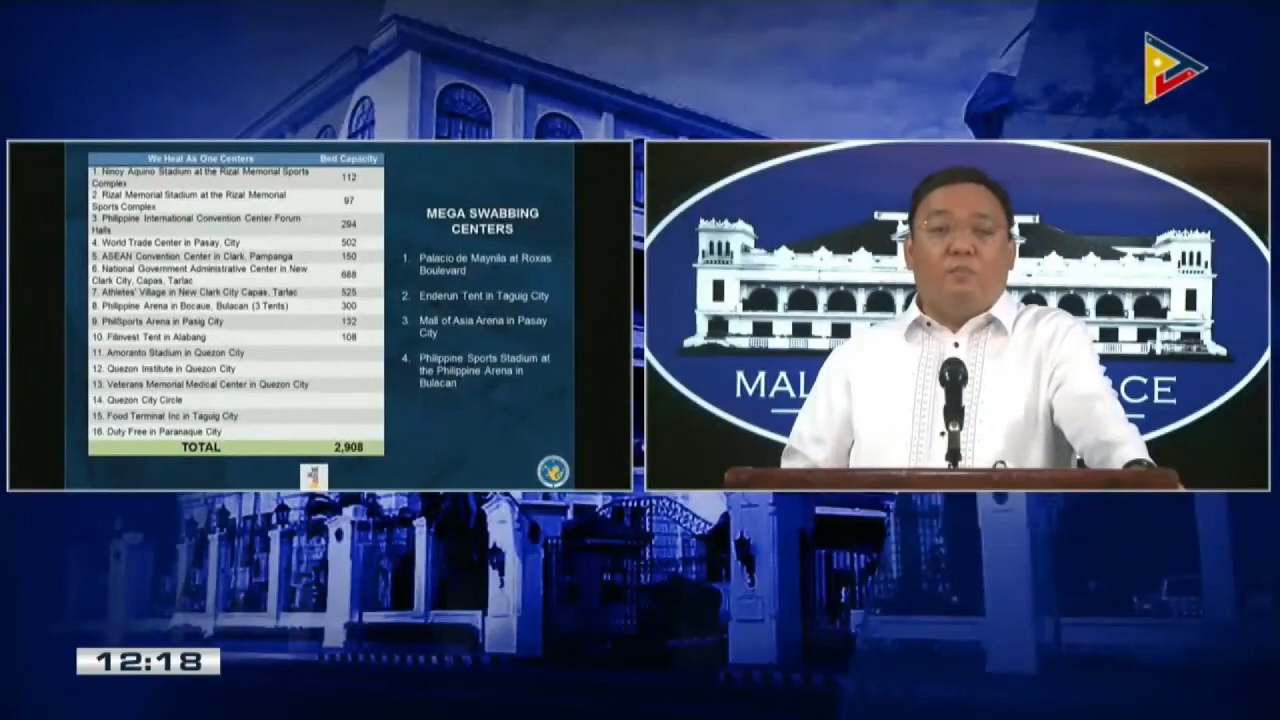 We Heal As One Centers Bed Capacity
1. Ninoy Aquino Stadium at the Rizal Memorial Sports
Complex 112
2. Rizal Memorial Stadium at the Rizal Memorial
Sports Complex 97
3. Philippine International Convention Center Forum
Halls 294
4. World Trade Center in Pasay, City 502
5. ASEAN Convention Center in Clark, Pampanga 150
6. National Government Administrative Center in New
Clark City, Capas, Tarlac 688
7. Athletes' Village in New Clark City Capas, Tarlac 525
8. Philippine Arena in Bocaue, Bulacan (3 Tents) 300
9. PhilSports Arena in Pasig City 132
10. Filinvest Tent in Alabang 108
11. Amoranto Stadium in Quezon City
12. Quezon Institute in Quezon City
13. Veterans Memorial Medical Center in Quezon City
14. Quezon City Circle
15. Food Terminal Inc in Taguig City
16. Duty Free in Paranaque City
TOTAL 2,908
MEGA SWABBING
CENTERS
1. Palacio de Maynila at Roxas
Boulevard
2. Enderun Tent in Taguig City
3. Mall of Asia Arena in Pasay
City
4. Philippine Sports Stadium at
the Philippine Arena in
Bulacan
MAL CE
12:18